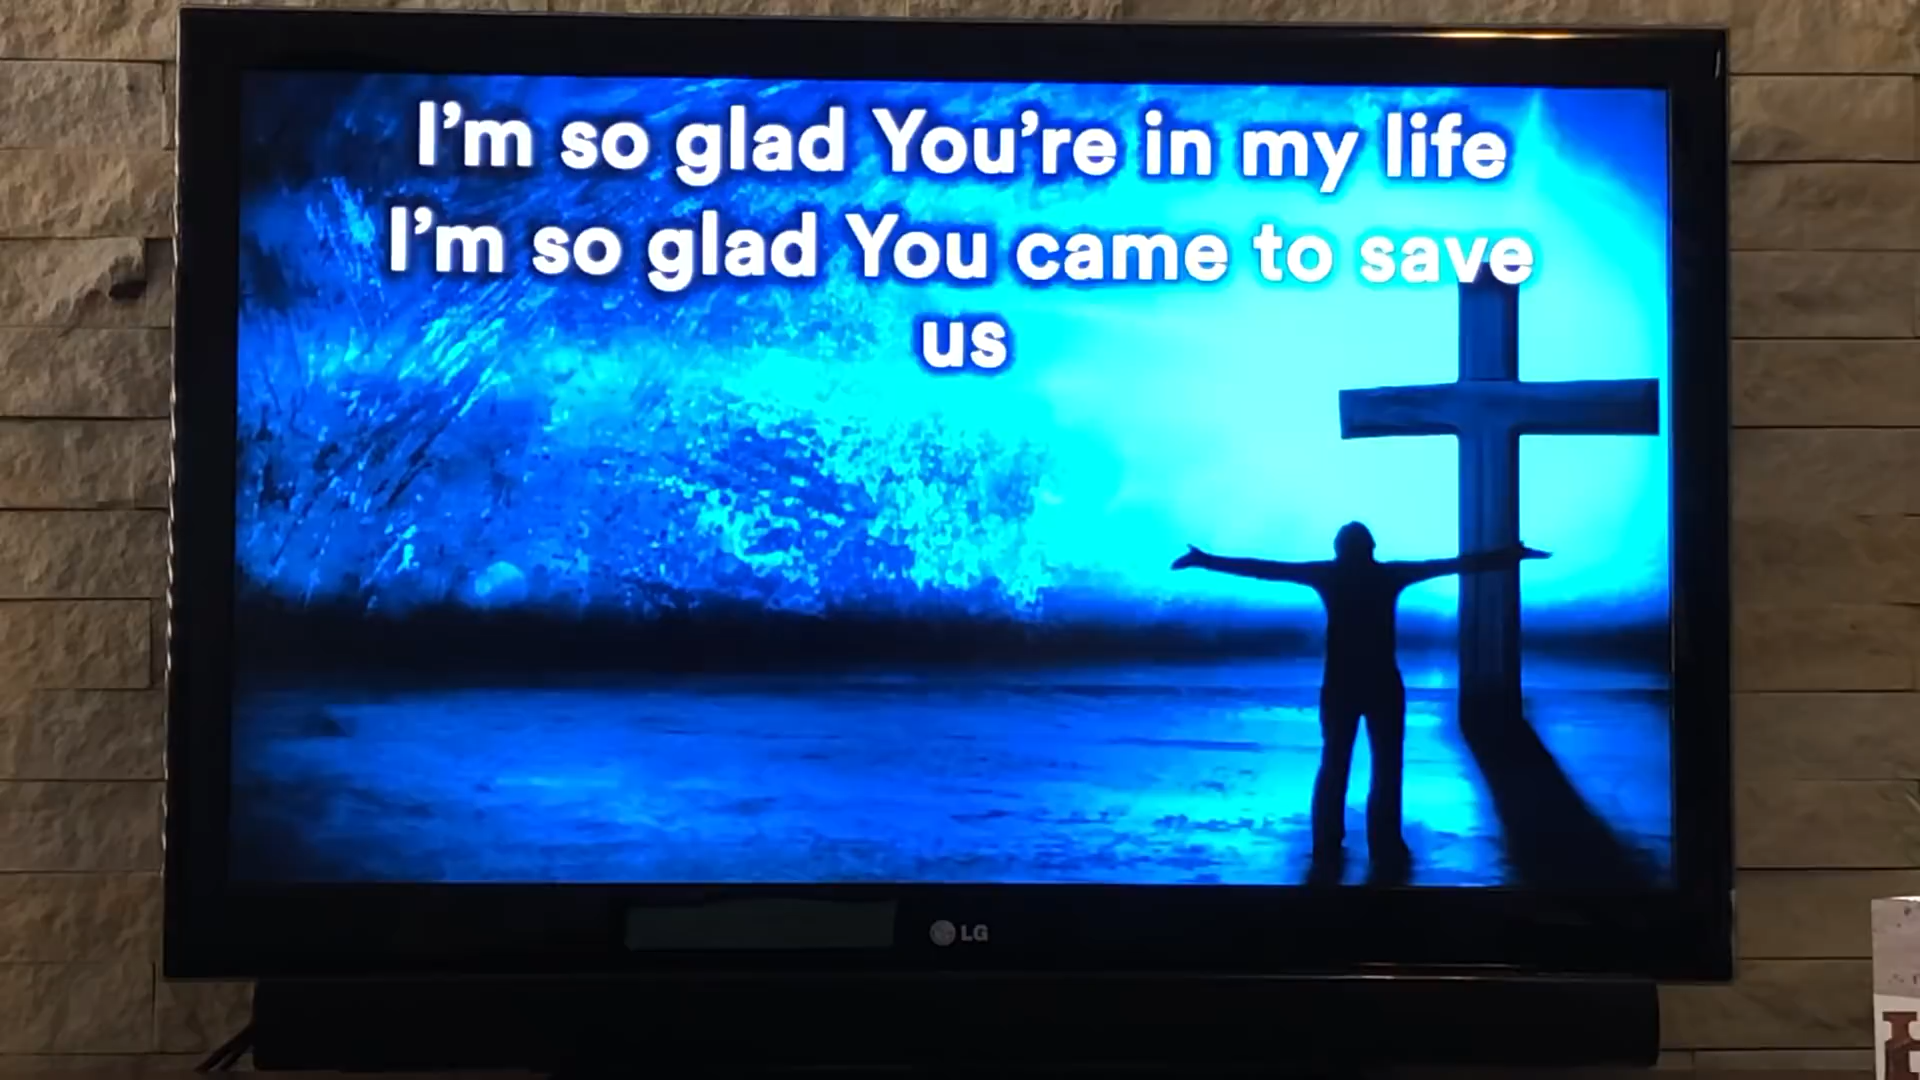 I'm so glad You're in my life
I'm so glad You came to save
us
LG